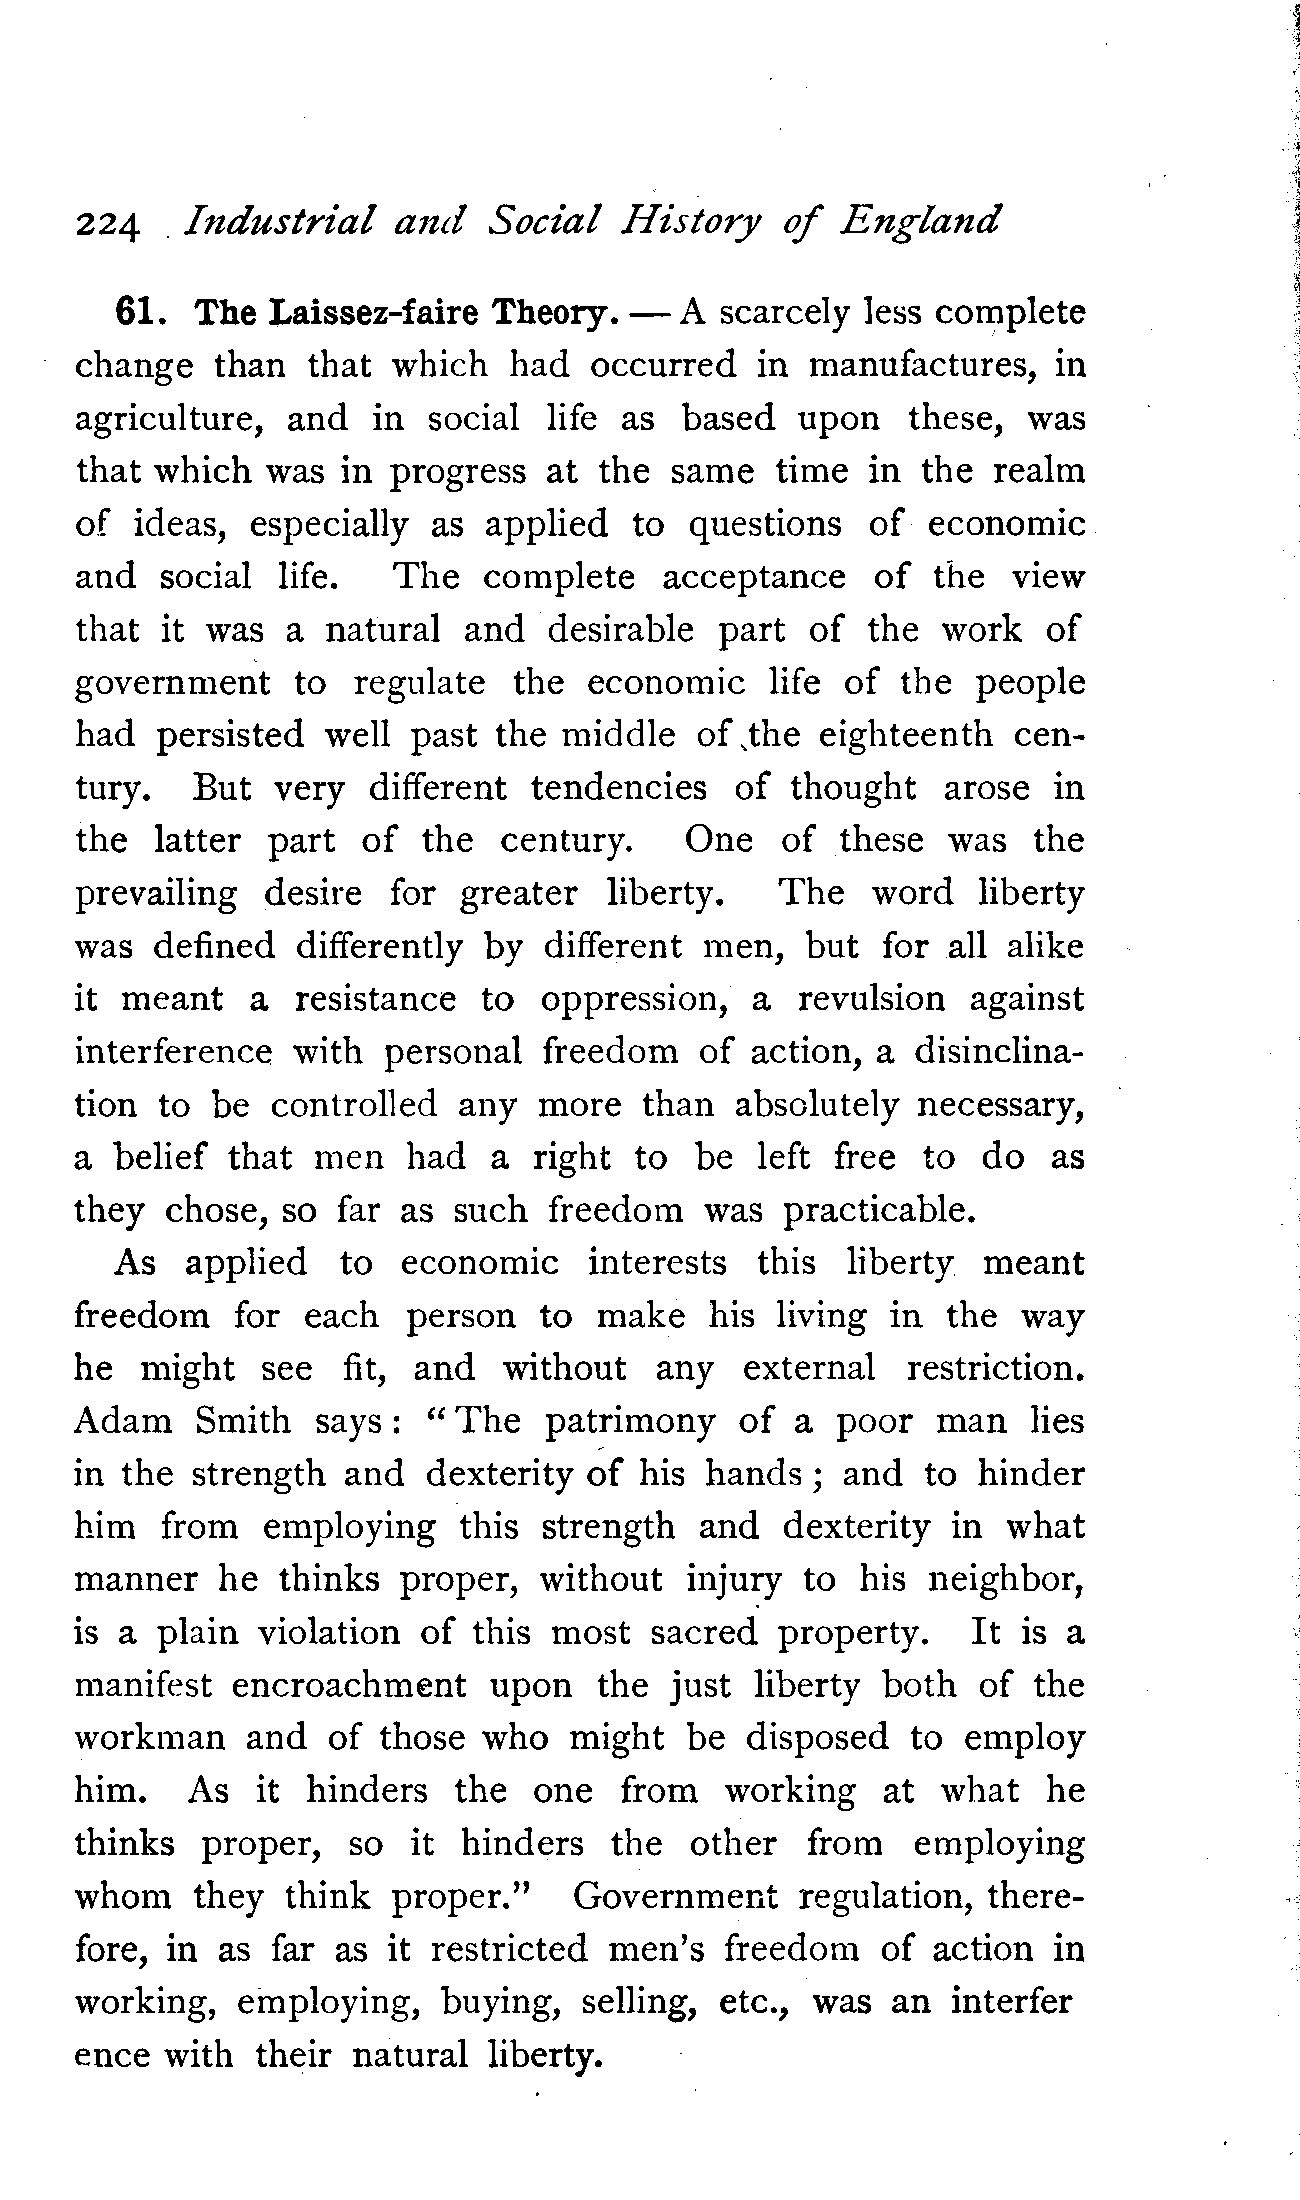 224 Industrial and Social History of England
61. The Laissez-faire Theory. — A scarcely less complete
change than that which had occurred in manufactures, in
agriculture, and in social life as based upon these, was
that which was in progress at the same time in the realm
of ideas, especially as applied to questions of economic
and social life. The complete acceptance of the view
that it was a natural and desirable part of the work of
government to regulate the economic life of the people
had persisted well past the middle of the eighteenth cen-
tury. But very different tendencies of thought arose in
the latter part of the century. One of these was the
prevailing desire for greater liberty. The word liberty
was defined differently by different men, but for all alike
it meant a resistance to oppression, a revulsion against
interference with personal freedom of action, a disinclina-
tion to be controlled any more than absolutely necessary,
a belief that men had a right to be left free to do as
they chose, so far as such freedom was practicable.
As applied to economic interests this liberty meant
freedom for each person to make his living in the way
he might see fit, and without any external restriction.
Adam Smith says: "The patrimony of a poor man lies
in the strength and dexterity of his hands; and to hinder
him from employing this strength and dexterity in what
manner he thinks proper, without injury to his neighbor,
is a plain violation of this most sacred property. It is a
manifest encroachment upon the just liberty both of the
workman and of those who might be disposed to employ
him. As it hinders the one from working at what he
thinks proper, so it hinders the other from employing
whom they think proper." Government regulation, there-
fore, in as far as it restricted men's freedom of action in
working, employing, buying, selling, etc., was an interfer
ence with their natural liberty.